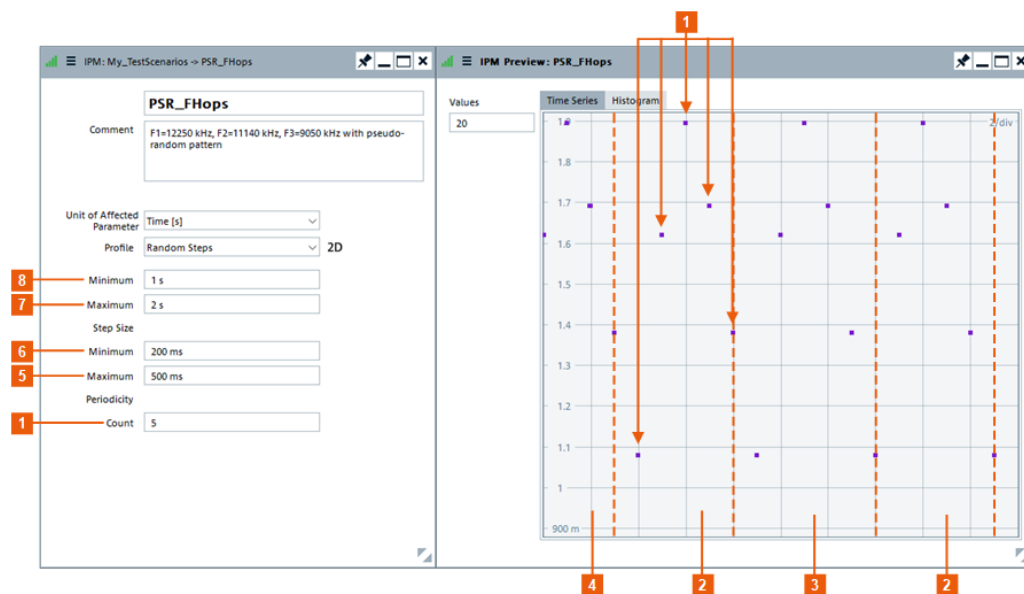 1
IPM: My_TestScenarios -> PSR_FHops
IPM Preview: PSR_FHops
PSR_FHops
Comment
F1=12250 kHz, F2=11140 kHz, F3=9050 kHz with pseudo-
random pattern
Unit of Affected
Parameter
Time [s]
Profile
Random Steps
2D
8
Minimum
1 s
7
Maximum
2 s
Step Size
6
Minimum
200 ms
5
Maximum
500 ms
Periodicity
1
Count
5
Values
20
Time Series
Histogram
1.9
2/div
1.8
1.7
1.6
1.5
1.4
1.3
1.2
1.1
1
900 m
4
2
3
2